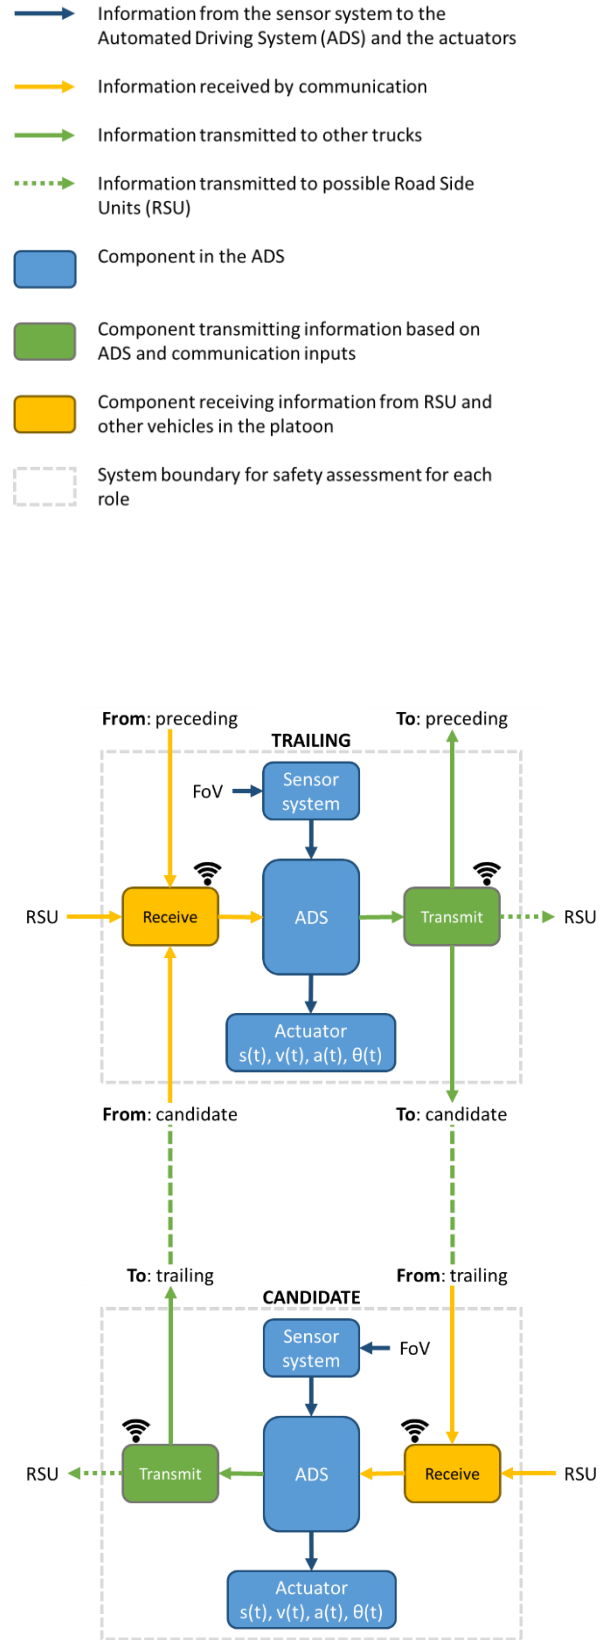 Information from the sensor system to the
Automated Driving System (ADS) and the actuators
Information received by communication
Information transmitted to other trucks
Information transmitted to possible Road Side
Units (RSU)
Component in the ADS
Component transmitting information based on
ADS and communication inputs
Component receiving information from RSU and
other vehicles in the platoon
System boundary for safety assessment for each
role
From: preceding
To: preceding
TRAILING
FoV
Sensor
system
RSU
Receive
ADS
Transmit
RSU
Actuator
s(t), v(t), a(t), θ(t)
From: candidate
To: candidate
To: trailing
From: trailing
CANDIDATE
Sensor
system
FoV
RSU
Transmit
ADS
Receive
RSU
Actuator
s(t), v(t), a(t), θ(t)